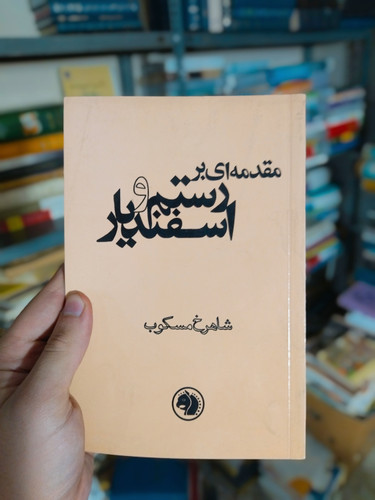 مقدمه‌ای بر
رستم و
اسفندیار
شاهرخ مسکوب